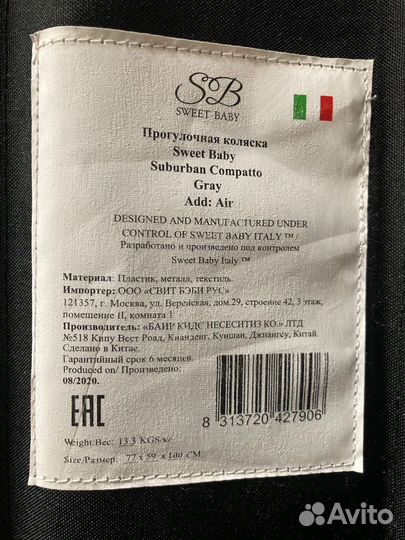 SB
SWEET BABY
Прогулочная коляска
Sweet Baby
Suburban Compatto
Gray
Add: Air
DESIGNED AND MANUFACTURED UNDER
CONTROL OF SWEET BABY ITALY ™ /
Разработано и произведено под контролем
Sweet Baby Italy ™
Материал: Пластик, металл, текстиль.
Импортер: ООО «СВИТ БЭБИ РУС»
121357, г. Москва, ул. Верейская, дом.29, строение 42, 3 этаж,
помещение II, комната 1
Производитель: «БАИР КИДС НЕСЕСИТИЗ КО.» ЛТД
№518 Кипу Вест Роад, Кианденг, Куншан, Джиангсу, Китай.
Сделано в Китае.
Гарантийный срок 6 месяцев.
Produced on/ Произведено:
08/2020.
EAC
8 313720 427906
Weight/Вес: 13.3 KGS/кг
Size/Размер: 77 x 59 x 100 CM
Avito